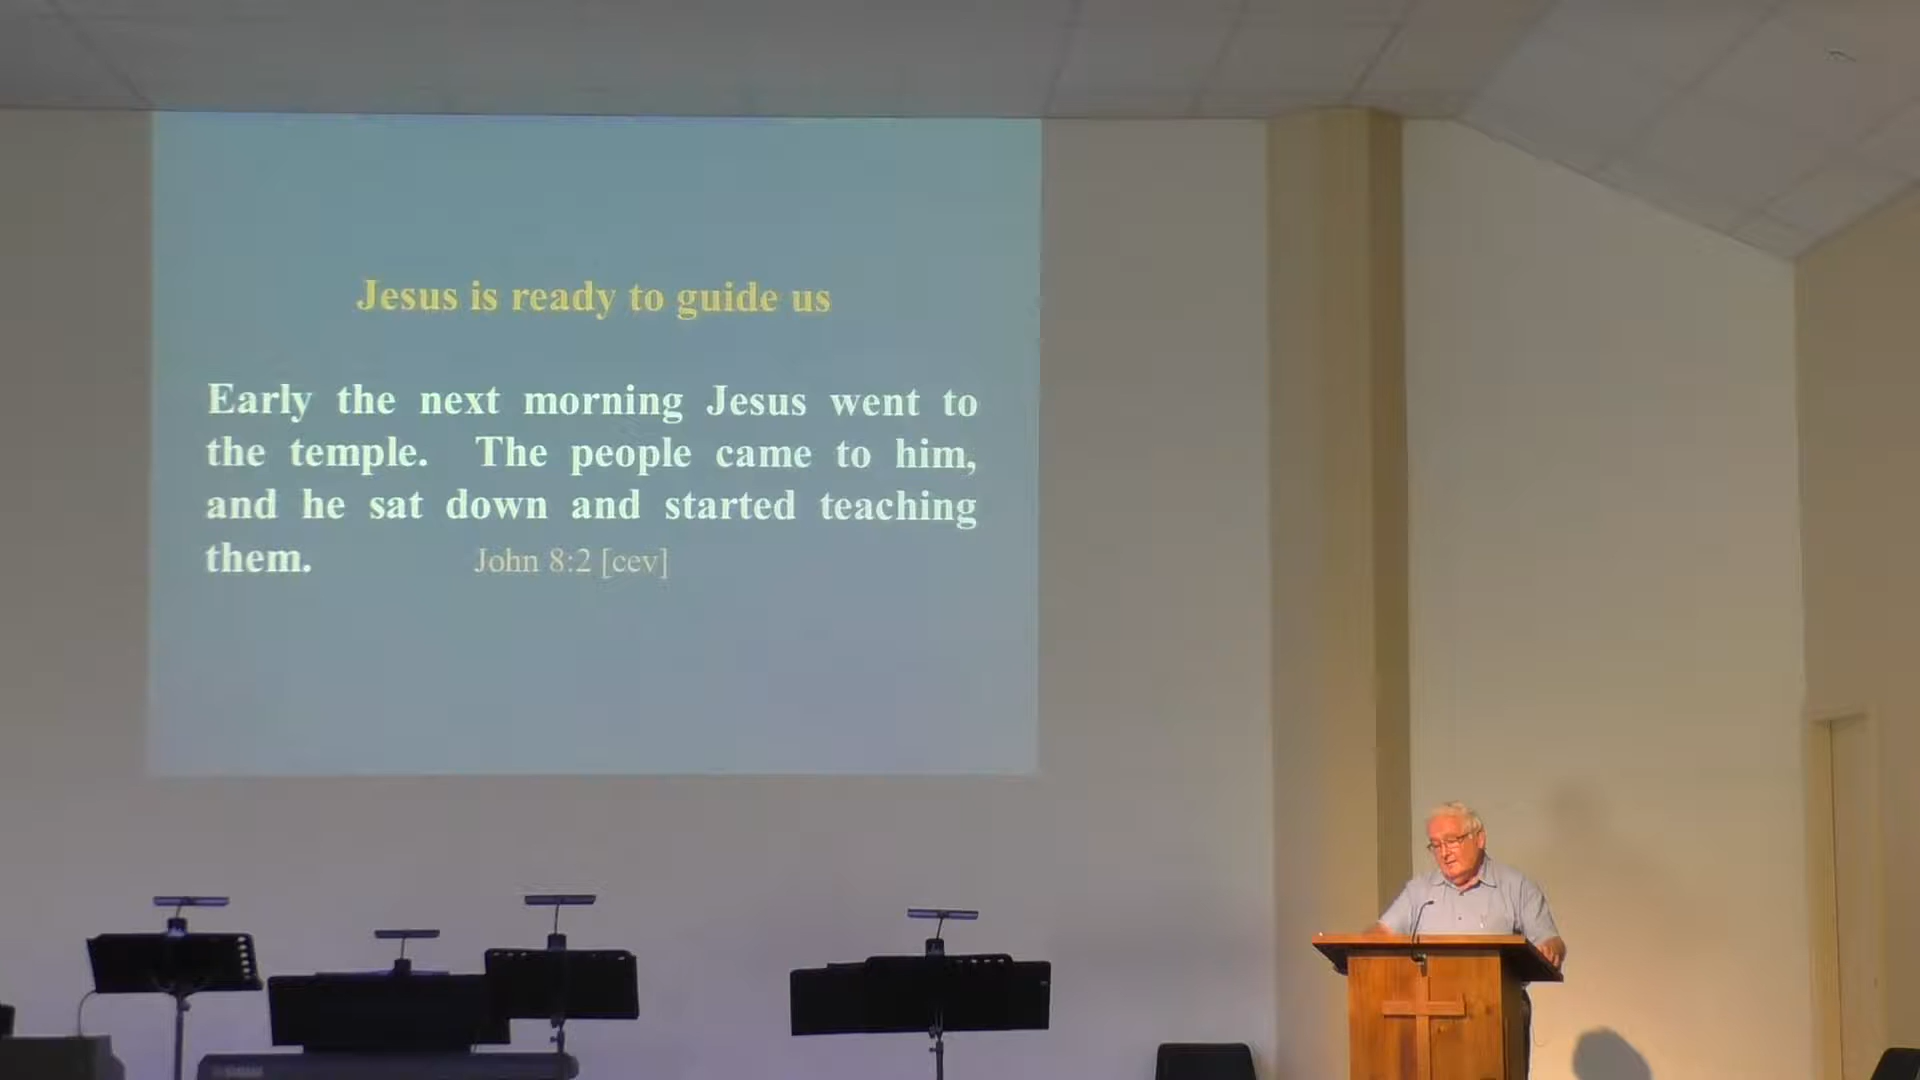 Jesus is ready to guide us
Early the next morning Jesus went to
the temple. The people came to him,
and he sat down and started teaching
them. John 8:2 [cev]
YAMAHA